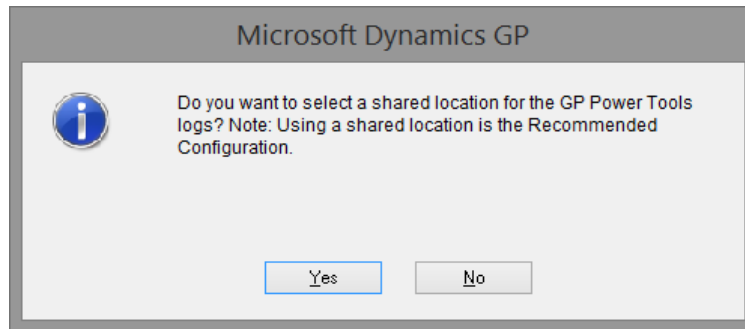 Microsoft Dynamics GP
Do you want to select a shared location for the GP Power Tools
logs? Note: Using a shared location is the Recommended
Configuration.
Yes No